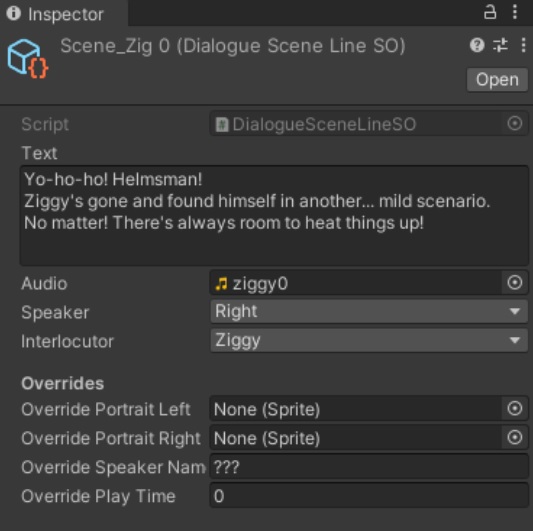 Inspector
Scene_Zig 0 (Dialogue Scene Line SO)
Open
Script DialogueSceneLineSO
Text
Yo-ho-ho! Helmsman!
Ziggy's gone and found himself in another... mild scenario.
No matter! There's always room to heat things up!
Audio ziggy0
Speaker Right
Interlocutor Ziggy
Overrides
Override Portrait Left None (Sprite)
Override Portrait Right None (Sprite)
Override Speaker Nam ???
Override Play Time 0